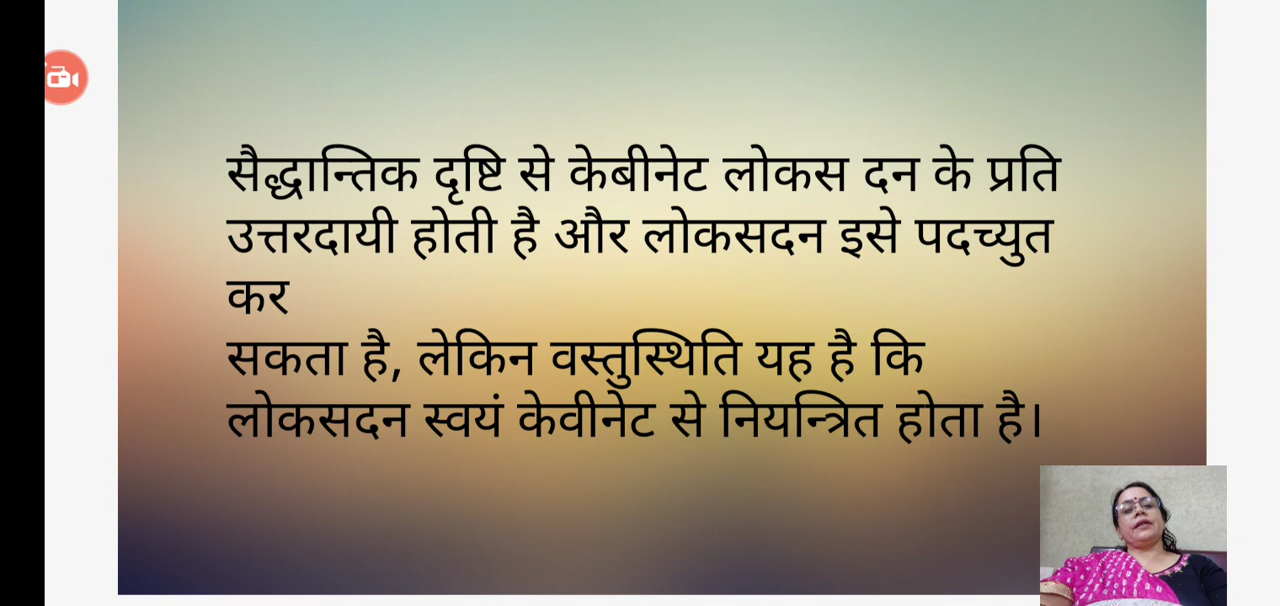 सैद्धान्तिक दृष्टि से केबीनेट लोकस दन के प्रति
उत्तरदायी होती है और लोकसदन इसे पदच्युत
कर
सकता है, लेकिन वस्तुस्थिति यह है कि
लोकसदन स्वयं केवीनेट से नियन्त्रित होता है।